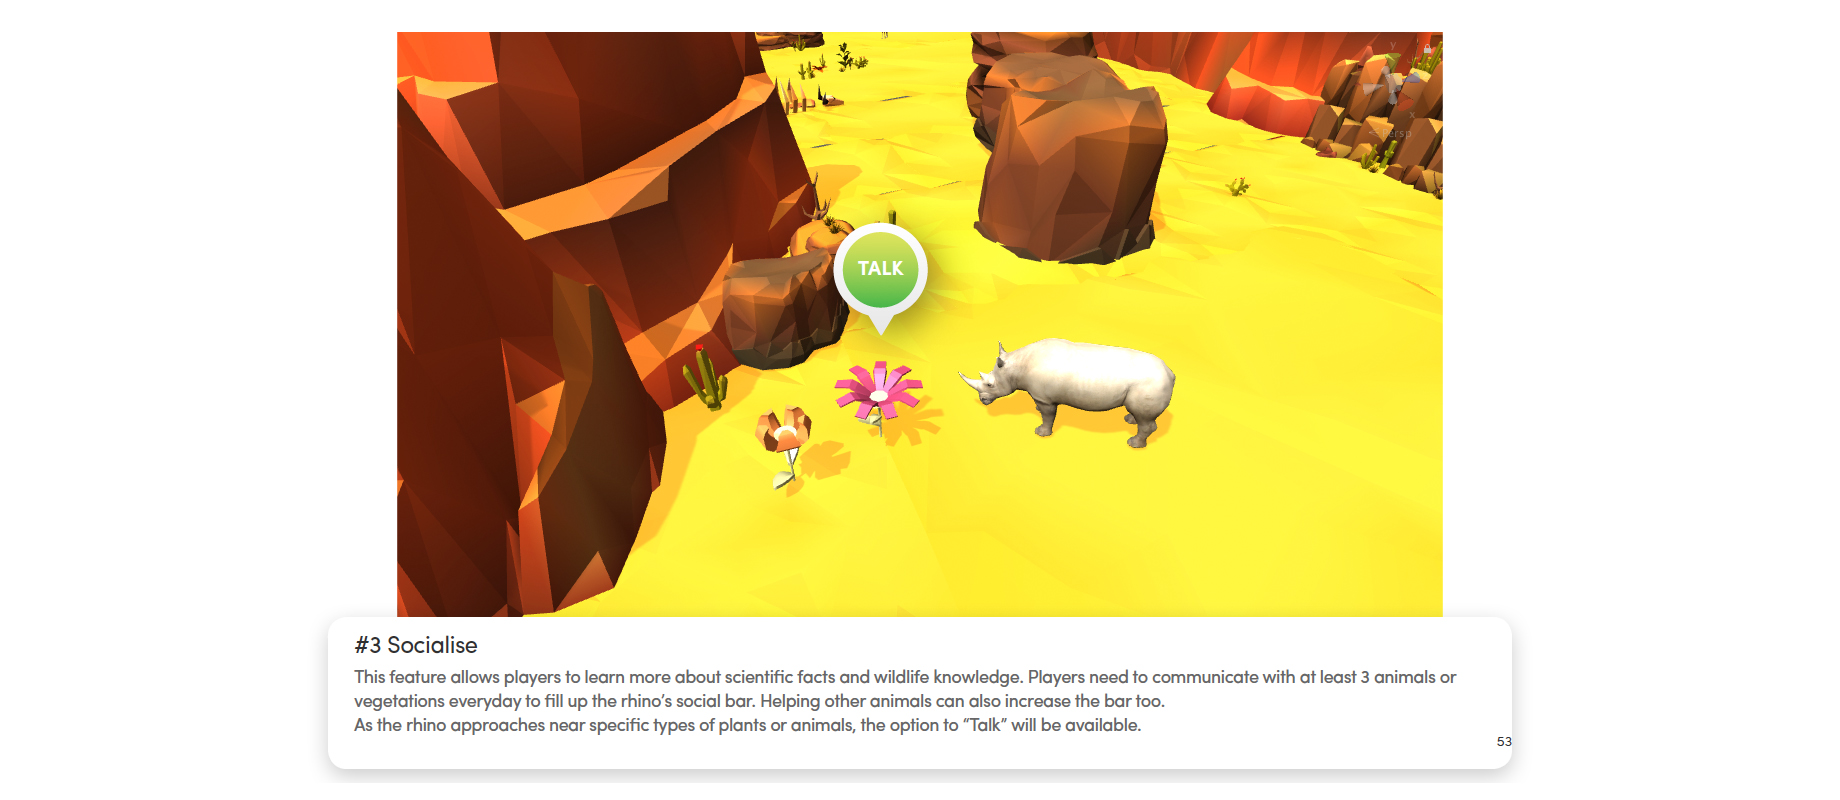 y
x
Persp
TALK
#3 Socialise
This feature allows players to learn more about scientific facts and wildlife knowledge. Players need to communicate with at least 3 animals or
vegetations everyday to fill up the rhino’s social bar. Helping other animals can also increase the bar too.
As the rhino approaches near specific types of plants or animals, the option to “Talk” will be available.
53